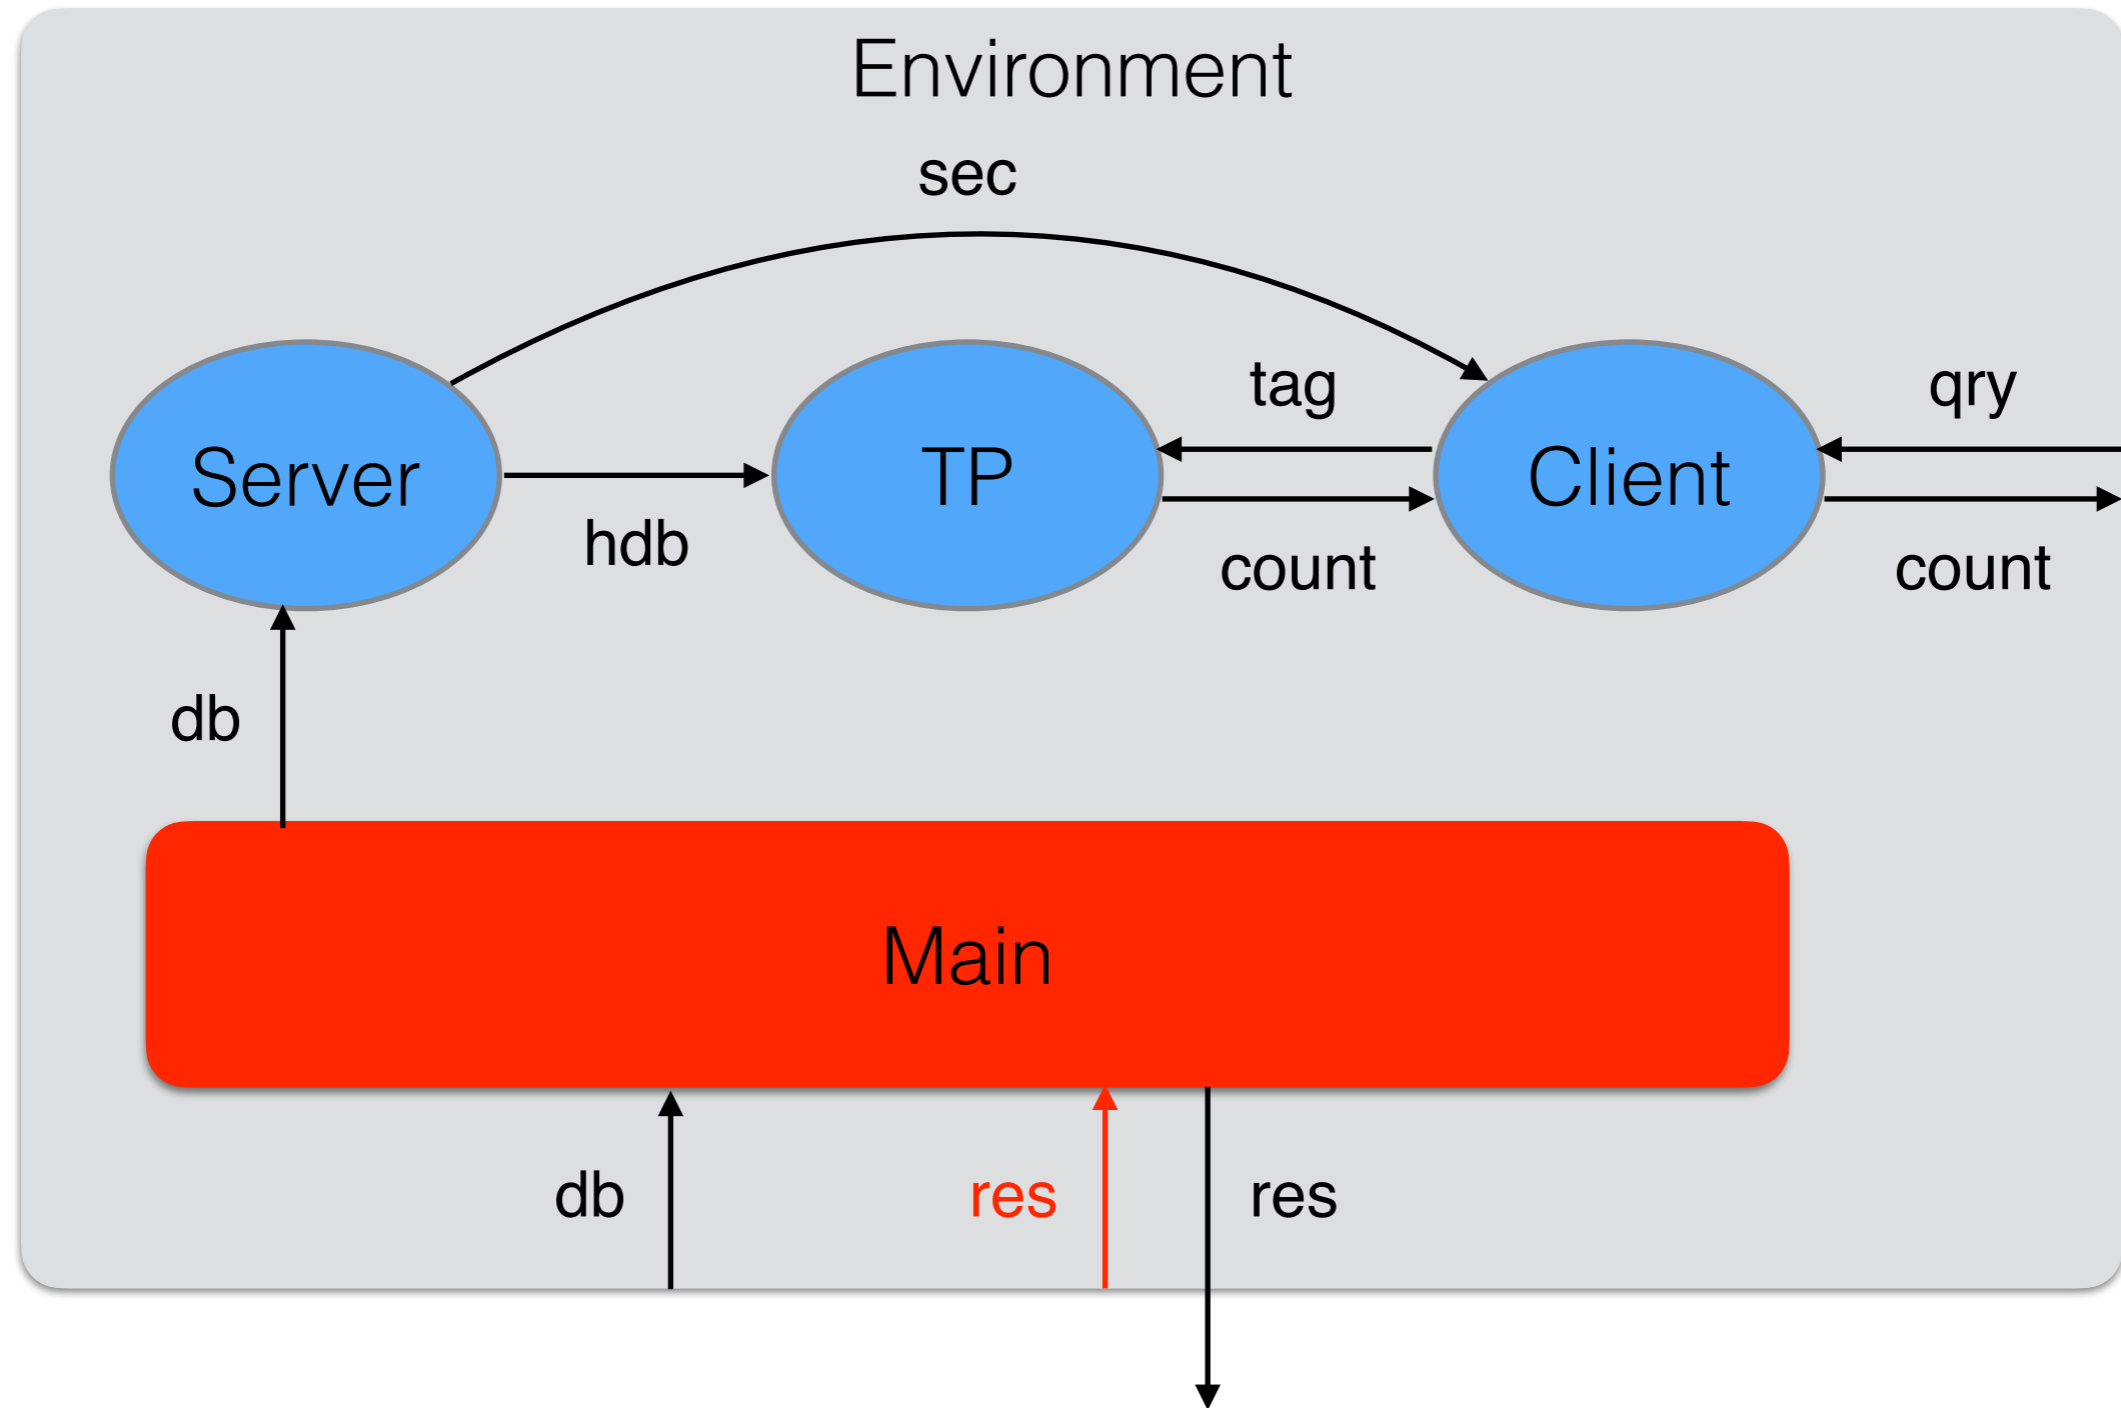 Environment
sec
tag
qry
Server
TP
Client
hdb
count
count
db
Main
db
res
res